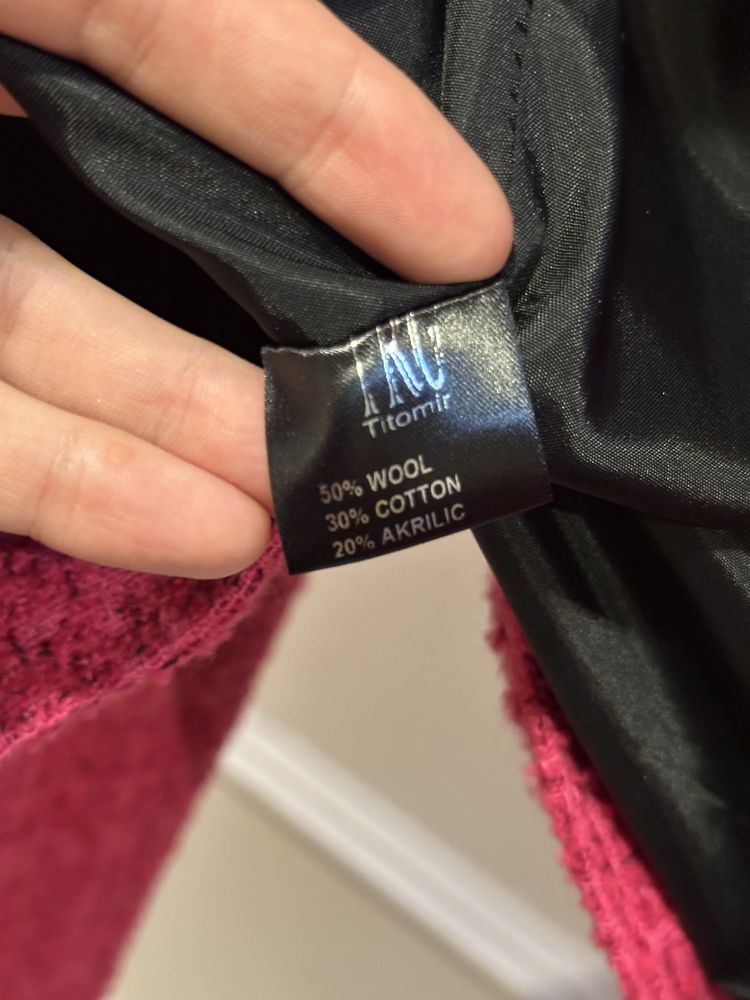 Titomir
50% WOOL
30% COTTON
20% AKRILIC